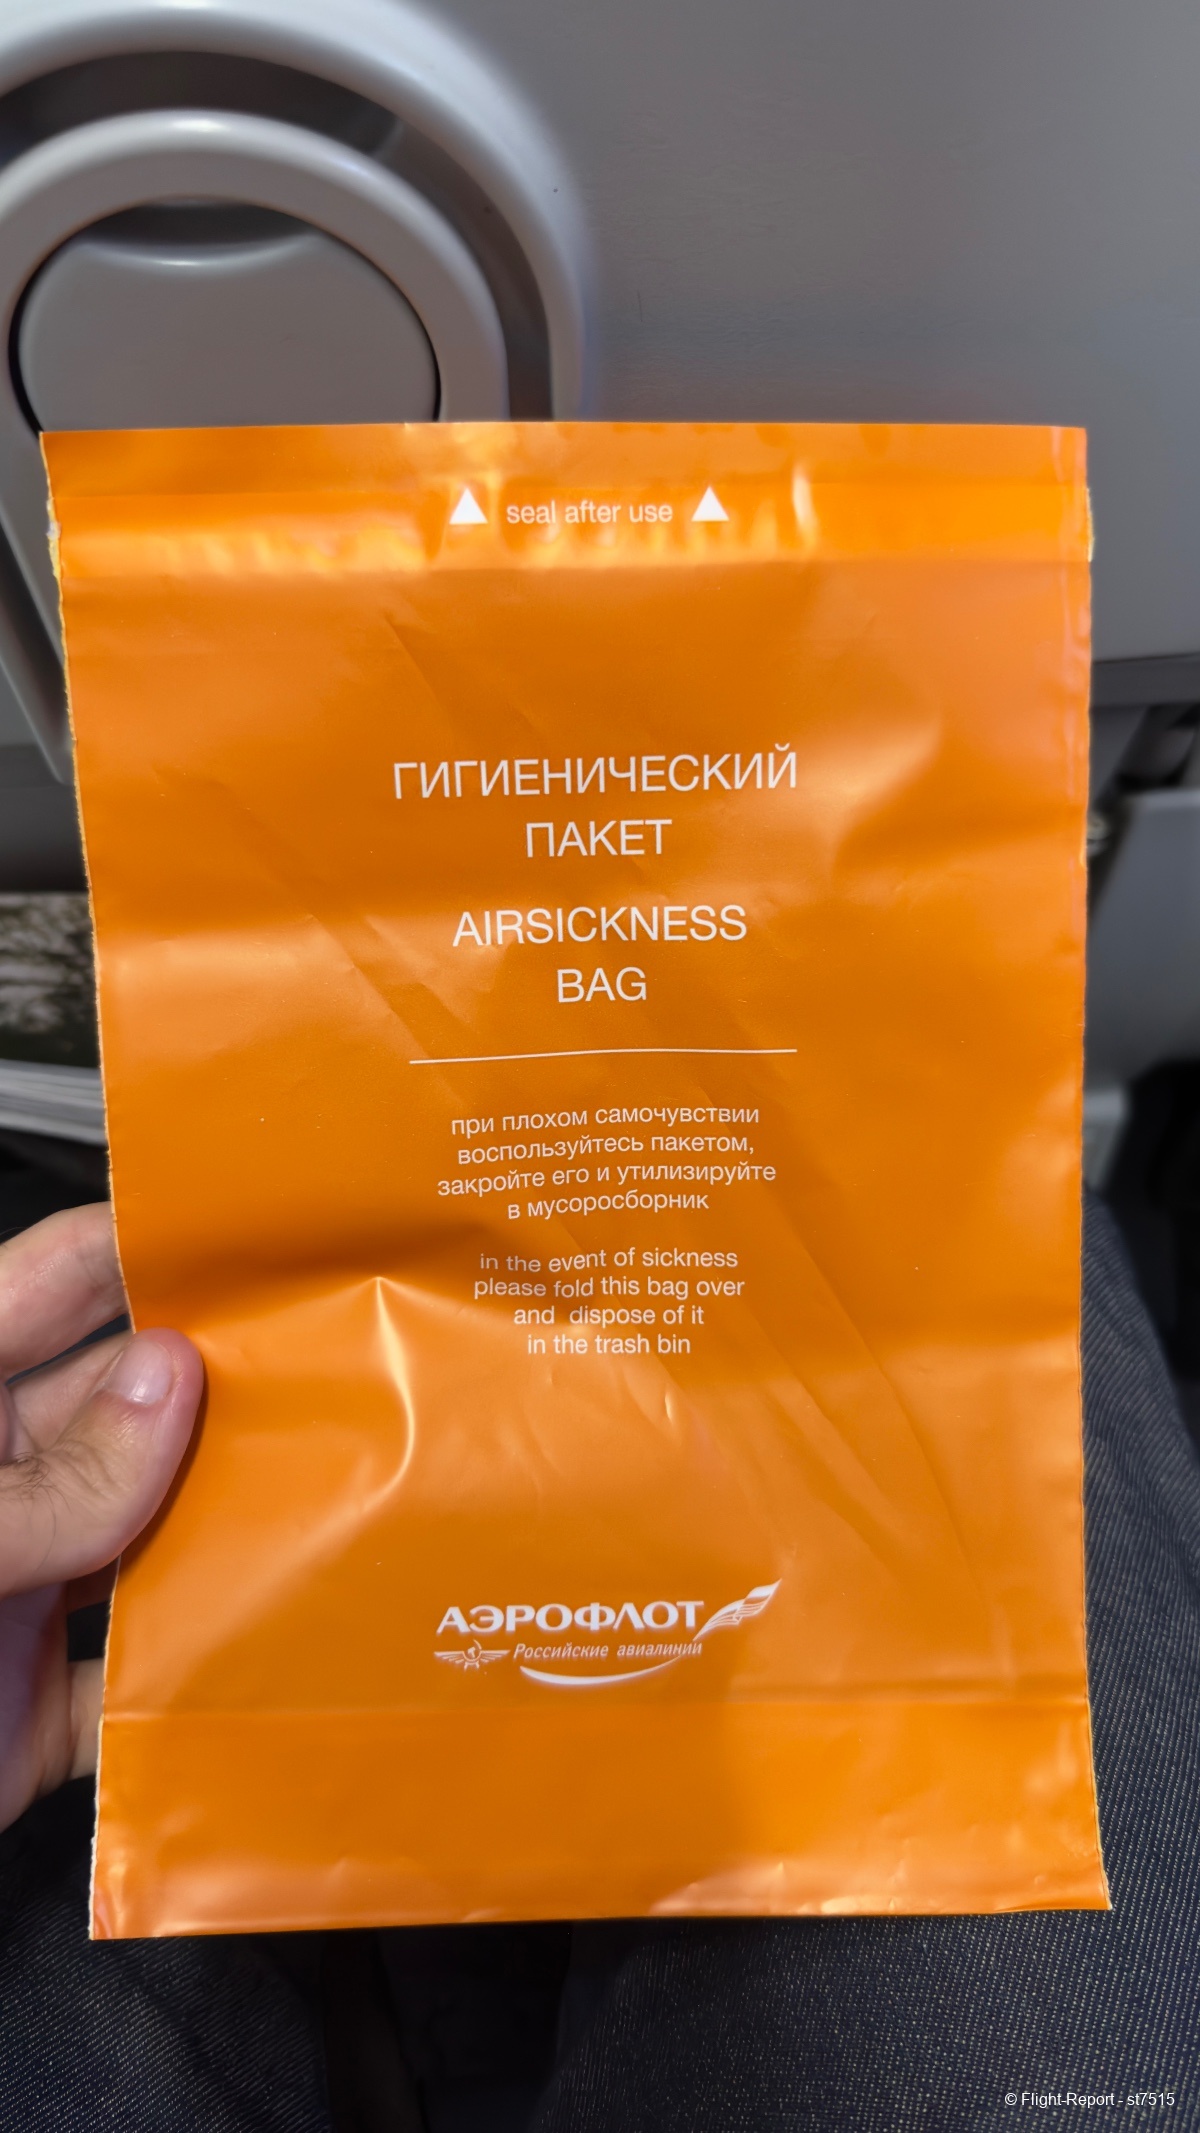 seal after use
ГИГИЕНИЧЕСКИЙ
ПАКЕТ
AIRSICKNESS
BAG
при плохом самочувствии
воспользуйтесь пакетом,
закройте его и утилизируйте
в мусоросборник
in the event of sickness
please fold this bag over
and dispose of it
in the trash bin
АЭРОФЛОТ
Российские авиалинии
© Flight-Report - st7515